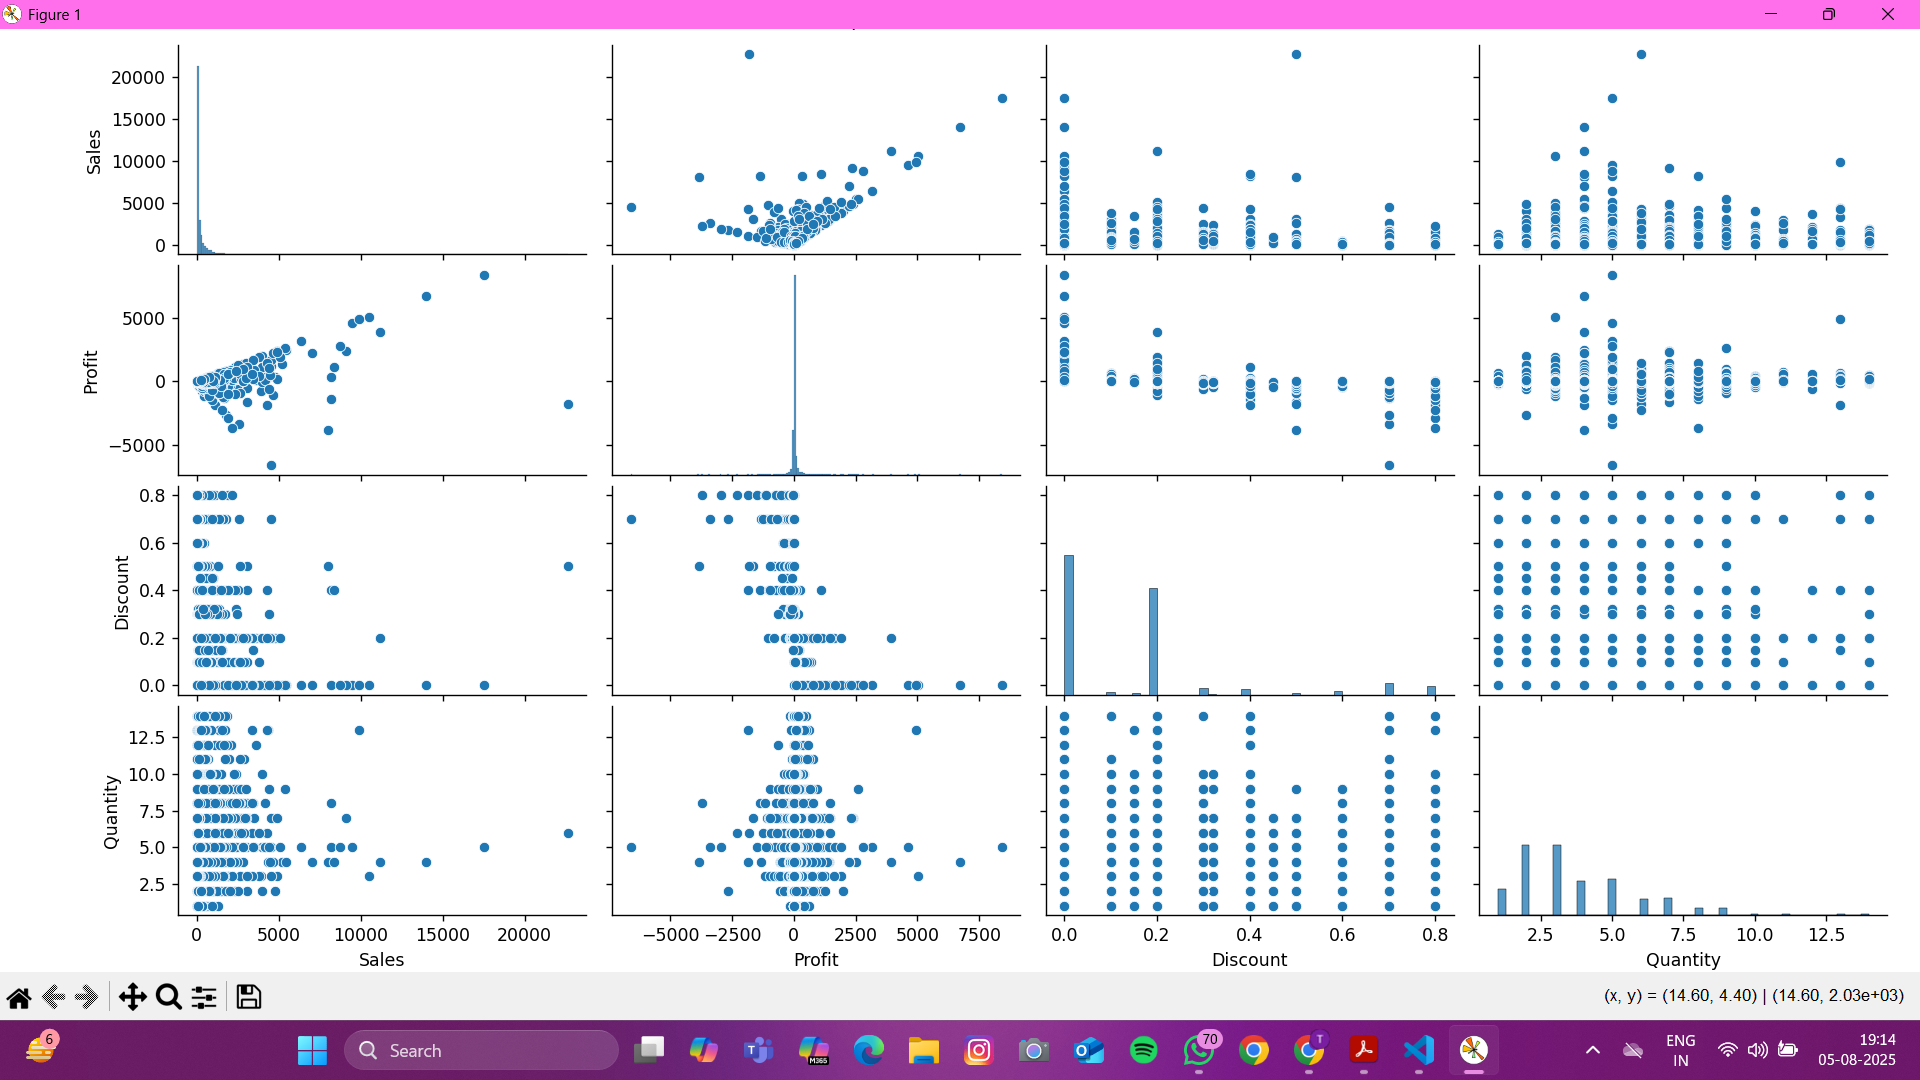 Figure 1
20000
15000
10000
5000
0
Sales
5000
0
−5000
Profit
0.8
0.6
0.4
0.2
0.0
Discount
12.5
10.0
7.5
5.0
2.5
Quantity
0 5000 10000 15000 20000
−5000 −2500 0 2500 5000 7500
0.0 0.2 0.4 0.6 0.8
2.5 5.0 7.5 10.0 12.5
Sales Profit Discount Quantity
(x, y) = (14.60, 4.40) | (14.60, 2.03e+03)
6
Search
M365
70
T
ENG
IN
19:14
05-08-2025